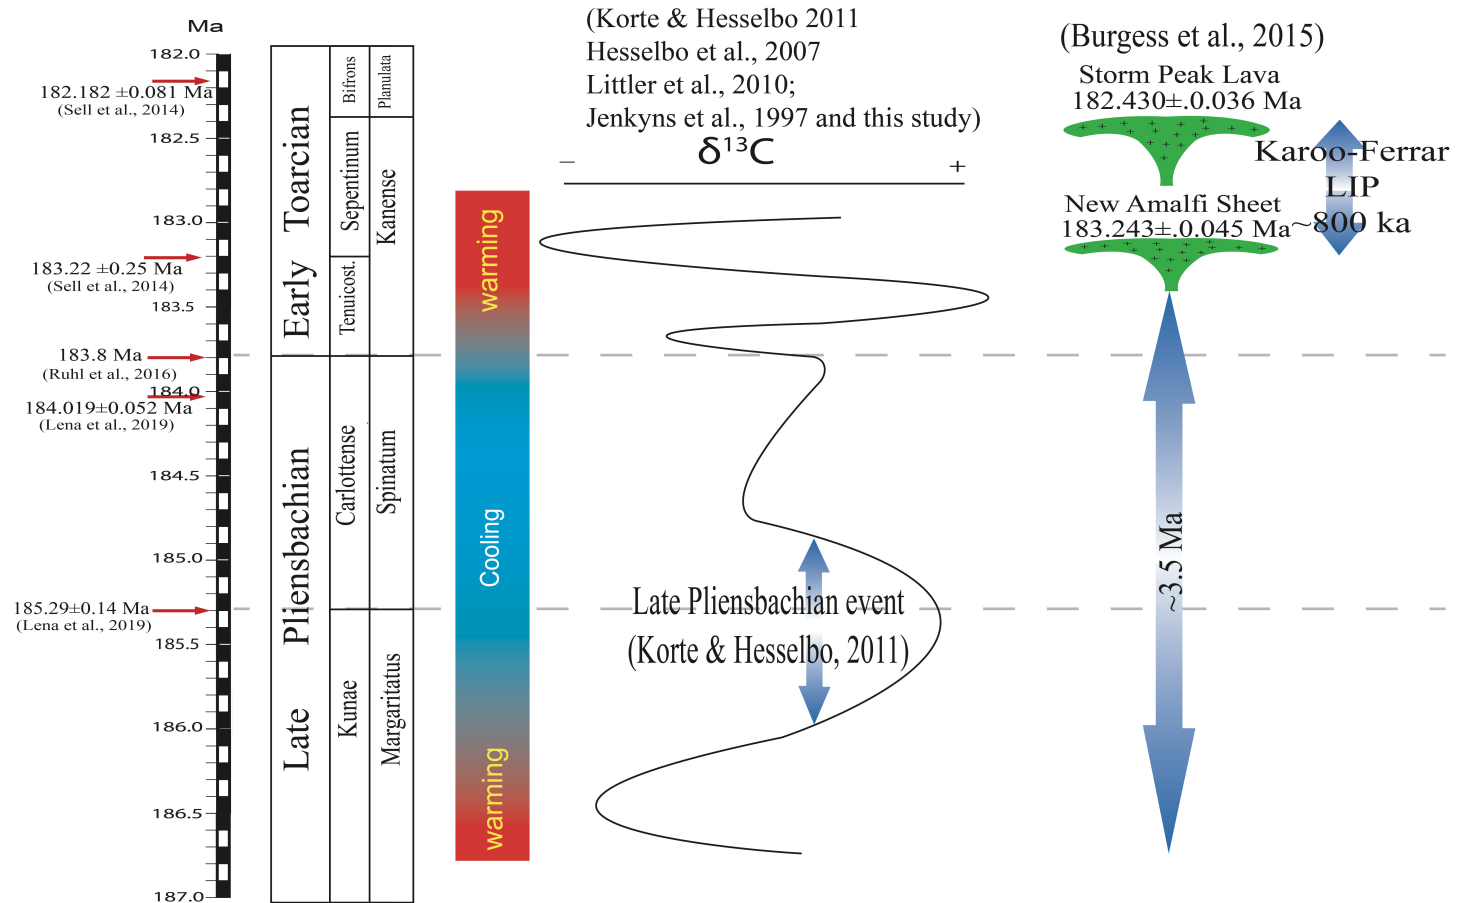 Ma
182.0
182.182 ±0.081 Ma
(Sell et al., 2014)
182.5
183.0
183.22 ±0.25 Ma
(Sell et al., 2014)
183.5
183.8 Ma
(Ruhl et al., 2016)
184.0
184.019±0.052 Ma
(Lena et al., 2019)
184.5
185.0
185.29±0.14 Ma
(Lena et al., 2019)
185.5
186.0
186.5
187.0
Early Toarcian
Late Pliensbachian
Bifrons
Sepentinum
Tenuicost.
Carlottense
Kunae
Planulata
Kanense
Spinatum
Margaritatus
warming
Cooling
warming
(Korte & Hesselbo 2011
Hesselbo et al., 2007
Littler et al., 2010;
Jenkyns et al., 1997 and this study)
δ¹³C
− +
Late Pliensbachian event
(Korte & Hesselbo, 2011)
(Burgess et al., 2015)
Storm Peak Lava
182.430±.0.036 Ma
Karoo-Ferrar
LIP
~800 ka
New Amalfi Sheet
183.243±.0.045 Ma
~3.5 Ma